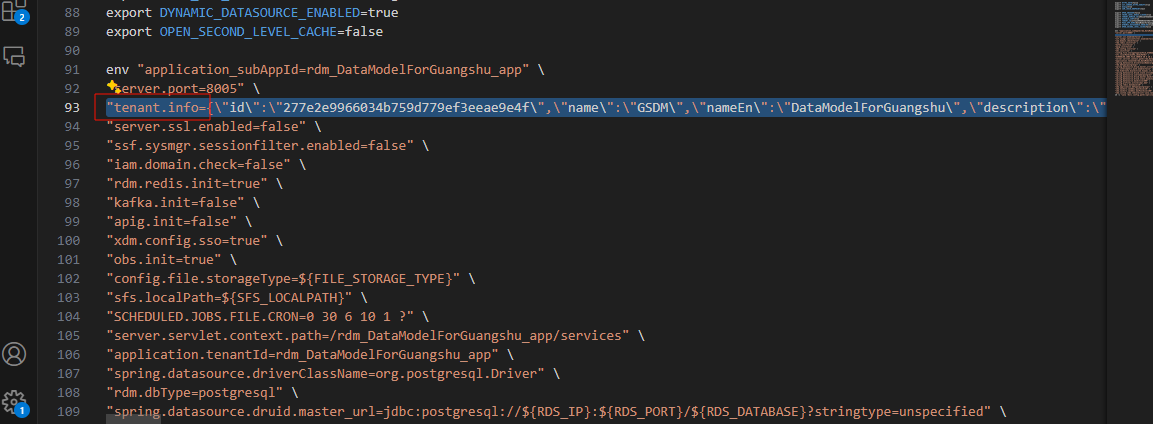 2
88 export DYNAMIC_DATASOURCE_ENABLED=true
89 export OPEN_SECOND_LEVEL_CACHE=false
90
91 env "application_subAppId=rdm_DataModelForGuangshu_app" \
92 "server.port=8005" \
93 "tenant.info={\"id\":\"277e2e9966034b759d779ef3eeae9e4f\",\"name\":\"GSDM\",\"nameEn\":\"DataModelForGuangshu\",\"description\":\"
94 "server.ssl.enabled=false" \
95 "ssf.sysmgr.sessionfilter.enabled=false" \
96 "iam.domain.check=false" \
97 "rdm.redis.init=true" \
98 "kafka.init=false" \
99 "apig.init=false" \
100 "xdm.config.sso=true" \
101 "obs.init=true" \
102 "config.file.storageType=${FILE_STORAGE_TYPE}" \
103 "sfs.localPath=${SFS_LOCALPATH}" \
104 "SCHEDULED.JOBS.FILE.CRON=0 30 6 10 1 ?" \
105 "server.servlet.context.path=/rdm_DataModelForGuangshu_app/services" \
106 "application.tenantId=rdm_DataModelForGuangshu_app" \
107 "spring.datasource.driverClassName=org.postgresql.Driver" \
108 "rdm.dbType=postgresql" \
109 "spring.datasource.druid.master_url=jdbc:postgresql://${RDS_IP}:${RDS_PORT}/${RDS_DATABASE}?stringtype=unspecified" \
1